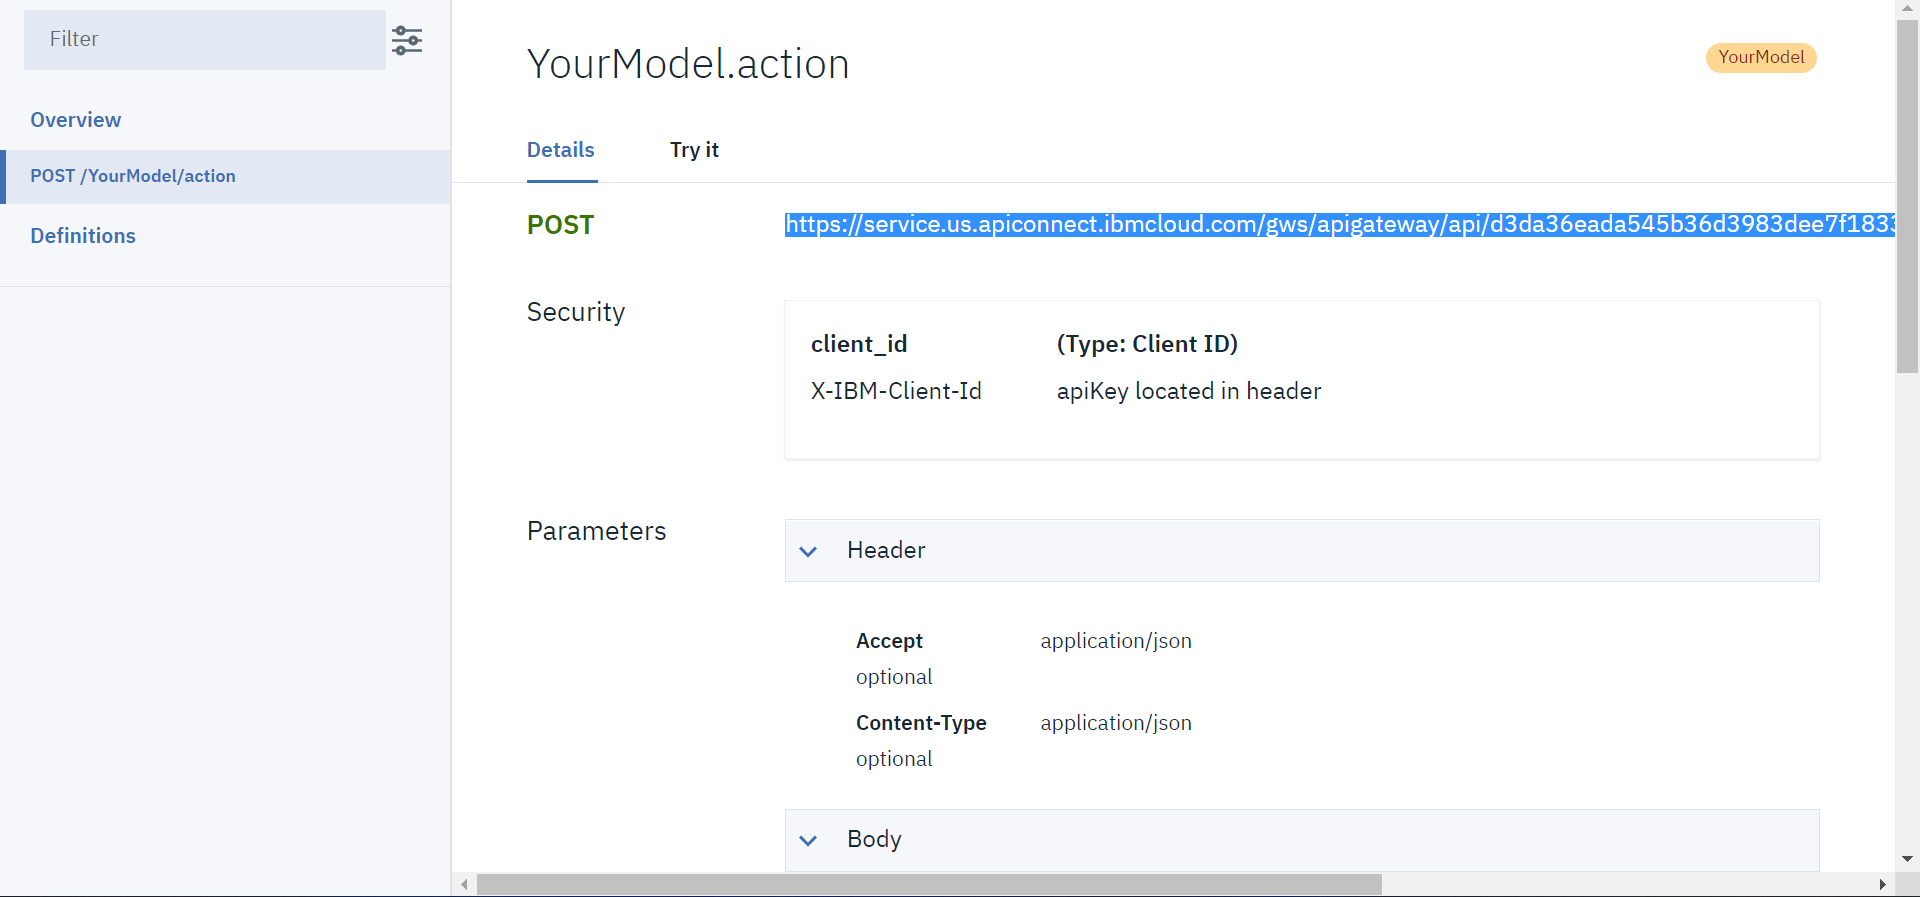 Filter
Overview
POST /YourModel/action
Definitions
YourModel.action
YourModel
Details
Try it
POST
https://service.us.apiconnect.ibmcloud.com/gws/apigateway/api/d3da36eada545b36d3983dee7f1833
Security
client_id
(Type: Client ID)
X-IBM-Client-Id
apiKey located in header
Parameters
Header
Accept
application/json
optional
Content-Type
application/json
optional
Body